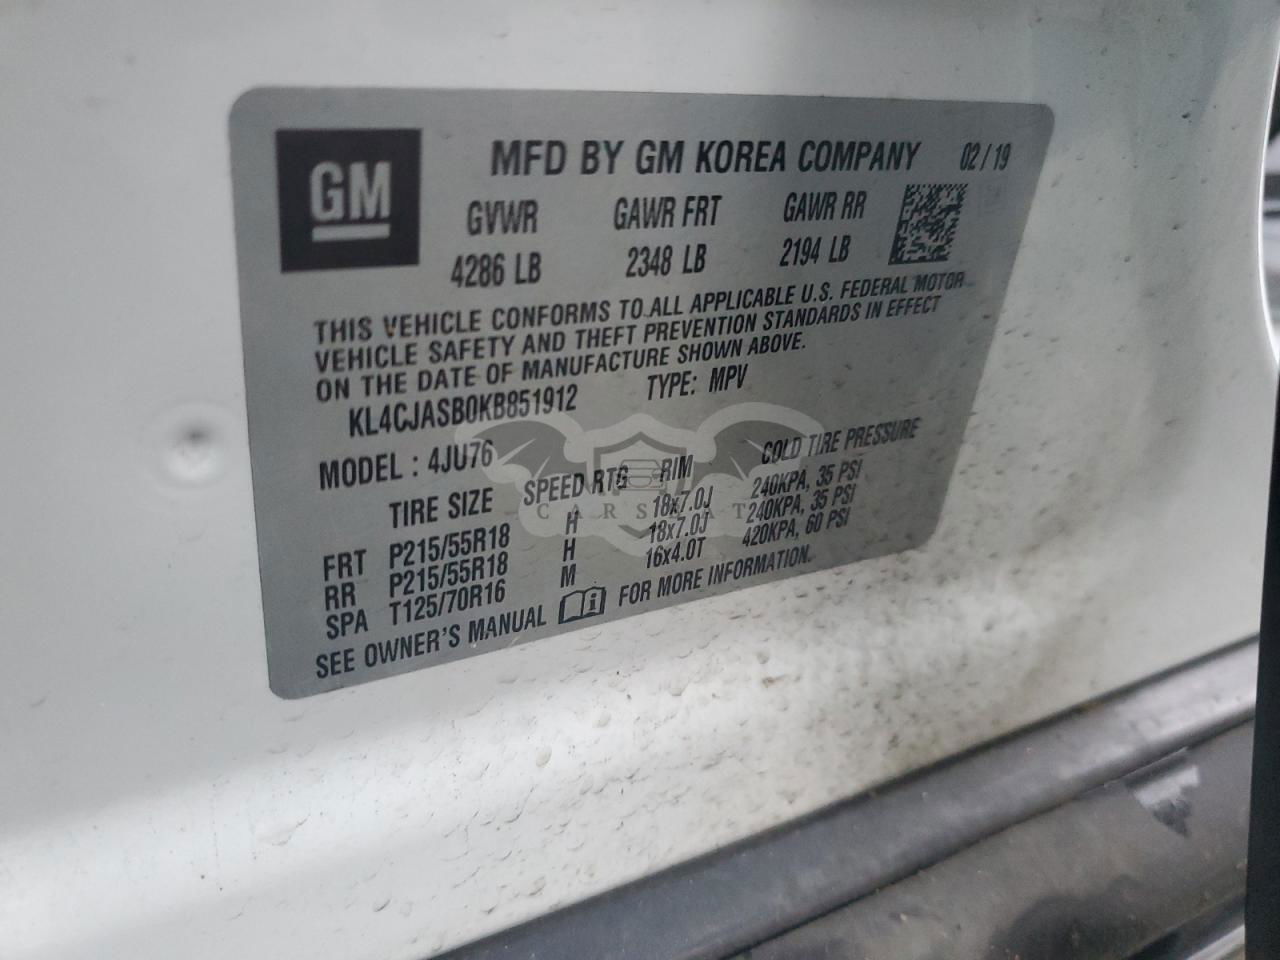 GM
MFD BY GM KOREA COMPANY 02/19
GVWR GAWR FRT GAWR RR
4286 LB 2348 LB 2194 LB
THIS VEHICLE CONFORMS TO ALL APPLICABLE U.S. FEDERAL MOTOR
VEHICLE SAFETY AND THEFT PREVENTION STANDARDS IN EFFECT
ON THE DATE OF MANUFACTURE SHOWN ABOVE.
KL4CJASB0KB851912 TYPE: MPV
MODEL : 4JU76
TIRE SIZE SPEED RTG RIM COLD TIRE PRESSURE
FRT P215/55R18 H 18x7.0J 240KPA, 35 PSI
RR P215/55R18 H 18x7.0J 240KPA, 35 PSI
SPA T125/70R16 M 16x4.0T 420KPA, 60 PSI
SEE OWNER'S MANUAL FOR MORE INFORMATION.